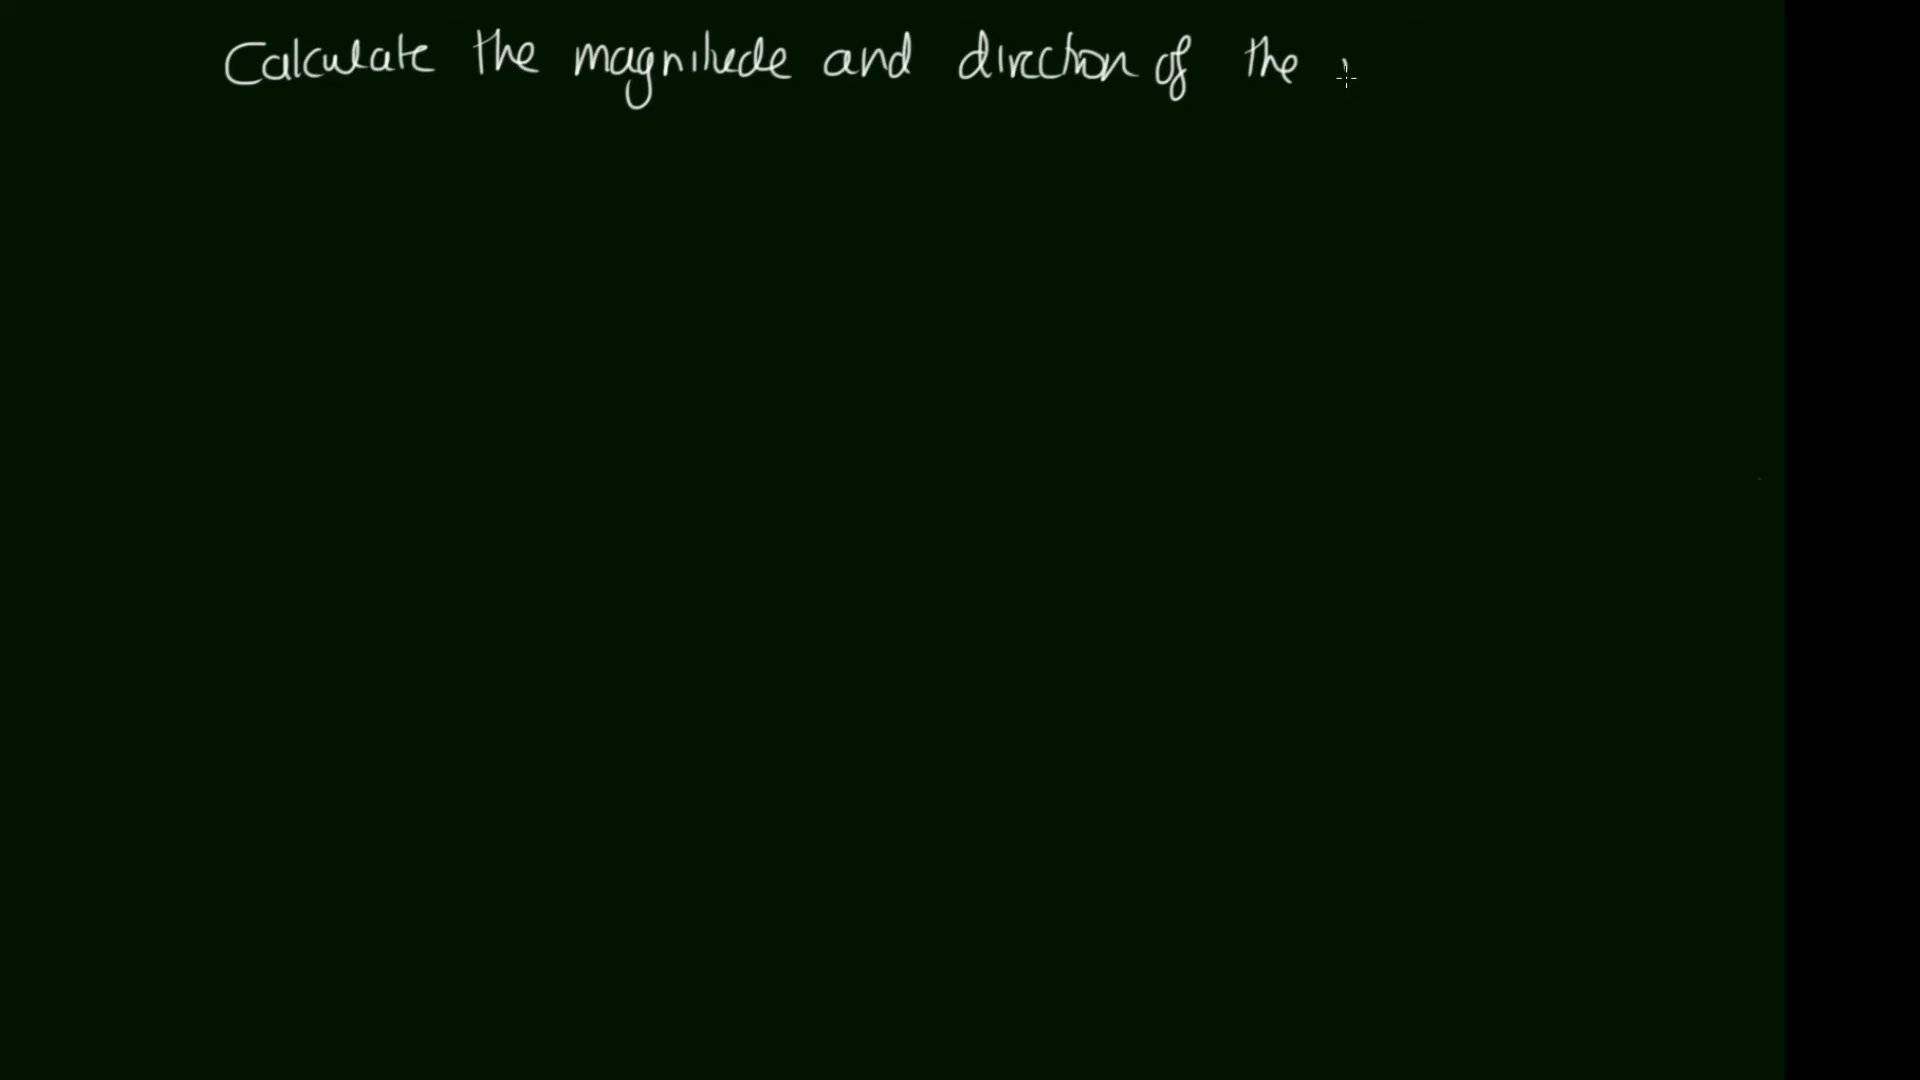 Calculate the magnitude and direction of the